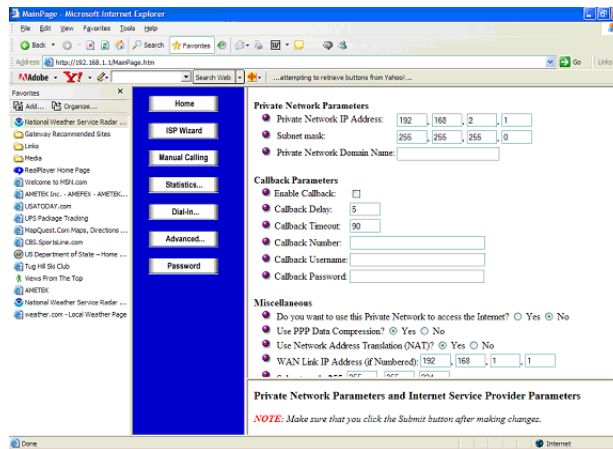 MainPage - Microsoft Internet Explorer
File Edit View Favorites Tools Help
Back Search Favorites
Address http://192.168.1.1/MainPage.htm Go Links
Adobe Y! Search Web ...attempting to retrieve buttons from Yahoo!...
Favorites x
Add... Organize...
National Weather Service Radar ...
Gateway Recommended Sites
Links
Media
RealPlayer Home Page
Welcome to MSN.com
AMETEK Inc. - AMEFEX - AMETEK...
USATODAY.com
UPS Package Tracking
MapQuest.Com Maps, Directions ...
CBS.SportsLine.com
US Department of State – Home ...
Tug Hill Ski Club
Views From The Top
AMETEK
National Weather Service Radar ...
weather.com - Local Weather Page
Home
ISP Wizard
Manual Calling
Statistics...
Dial-In...
Advanced...
Password
Private Network Parameters
Private Network IP Address: 192 . 168 . 2 . 1
Subnet mask: 255 . 255 . 255 . 0
Private Network Domain Name:
Callback Parameters
Enable Callback:
Callback Delay: 5
Callback Timeout: 90
Callback Number:
Callback Username:
Callback Password:
Miscellaneous
Do you want to use this Private Network to access the Internet? Yes No
Use PPP Data Compression? Yes No
Use Network Address Translation (NAT)? Yes No
WAN Link IP Address (if Numbered): 192 . 168 . 1 . 1
Private Network Parameters and Internet Service Provider Parameters
NOTE: Make sure that you click the Submit button after making changes.
Done Internet